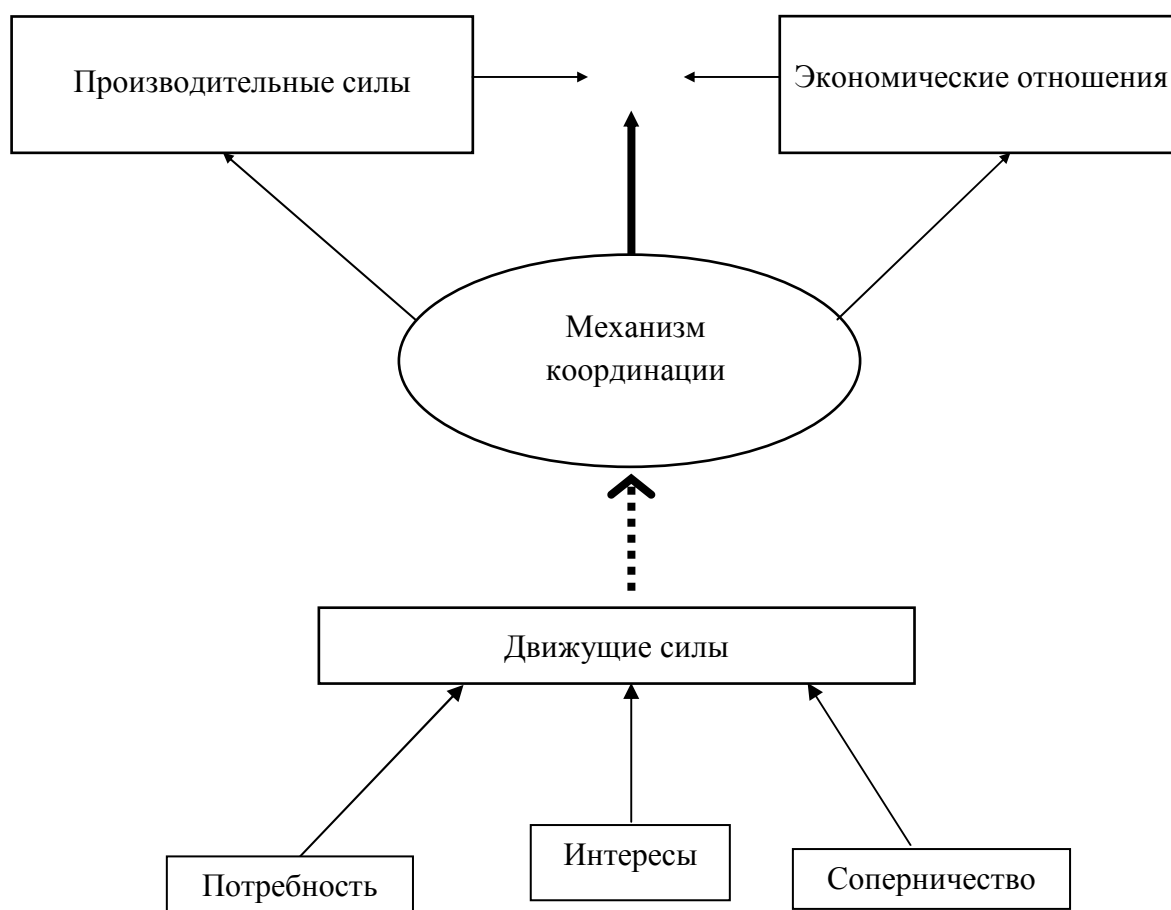 Производительные силы
Экономические отношения
Механизм
координации
Движущие силы
Потребность
Интересы
Соперничество